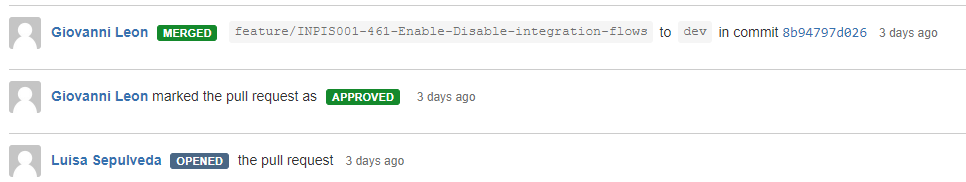 Giovanni Leon MERGED feature/INPIS001-461-Enable-Disable-integration-flows to dev in commit 8b94797d026 3 days ago
Giovanni Leon marked the pull request as APPROVED 3 days ago
Luisa Sepulveda OPENED the pull request 3 days ago